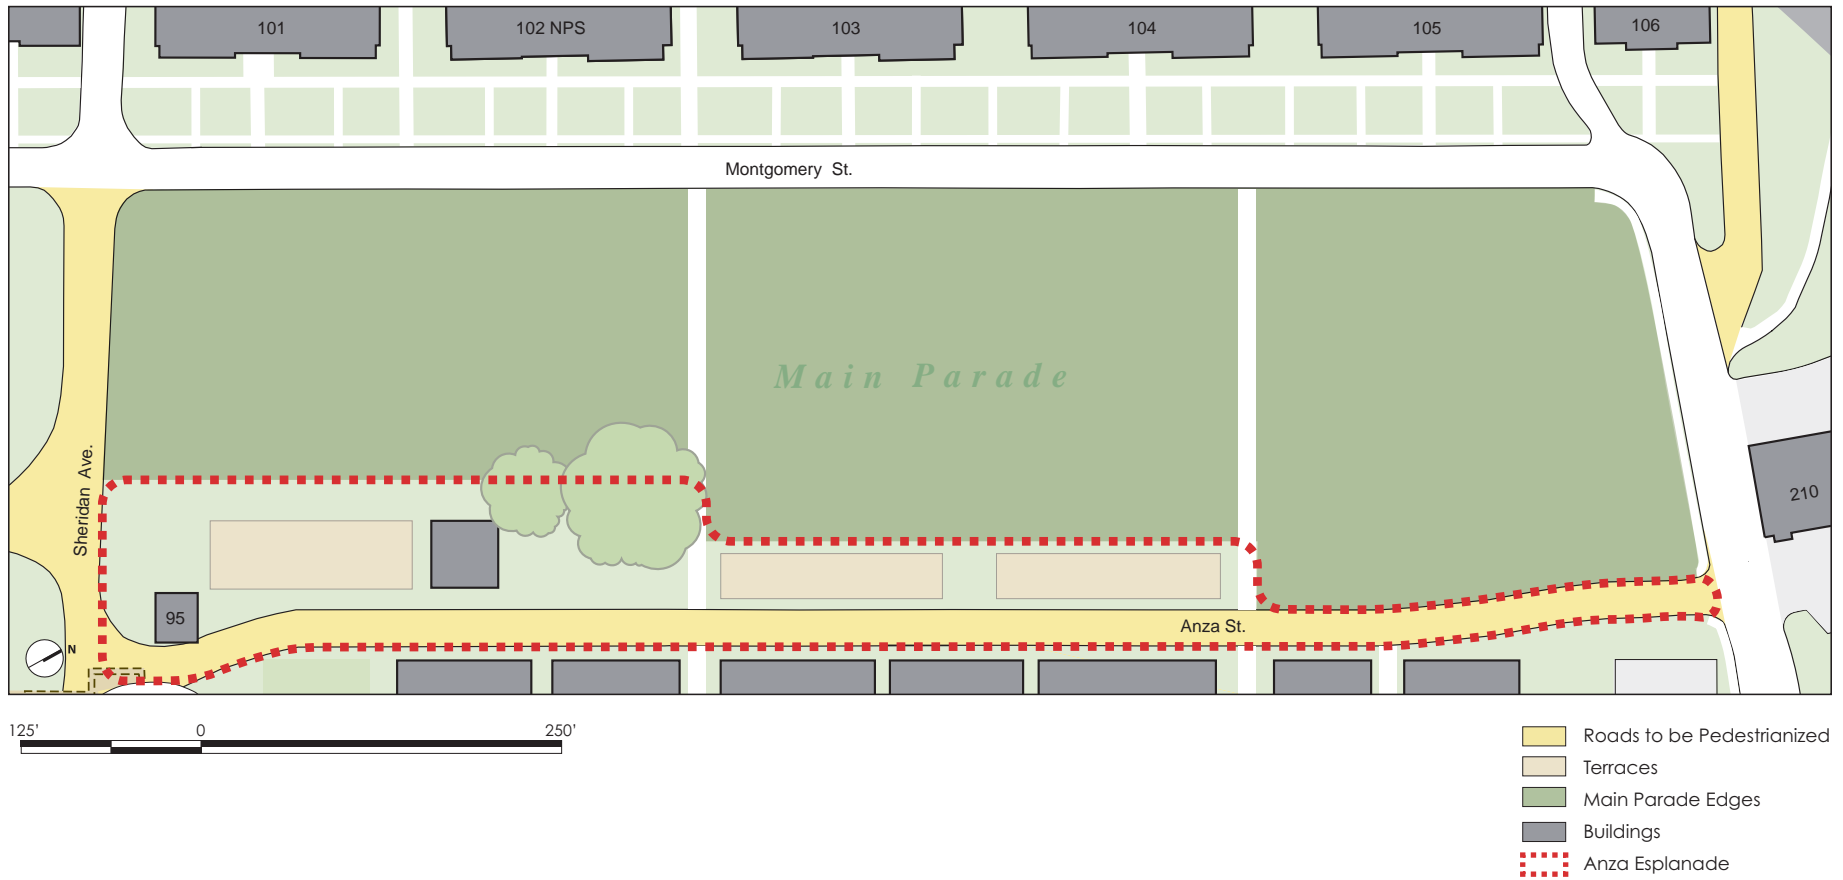 101
102 NPS
103
104
105
106
Montgomery St.
Main Parade
Sheridan Ave.
210
95
Anza St.
N
125' 0 250'
Roads to be Pedestrianized
Terraces
Main Parade Edges
Buildings
Anza Esplanade